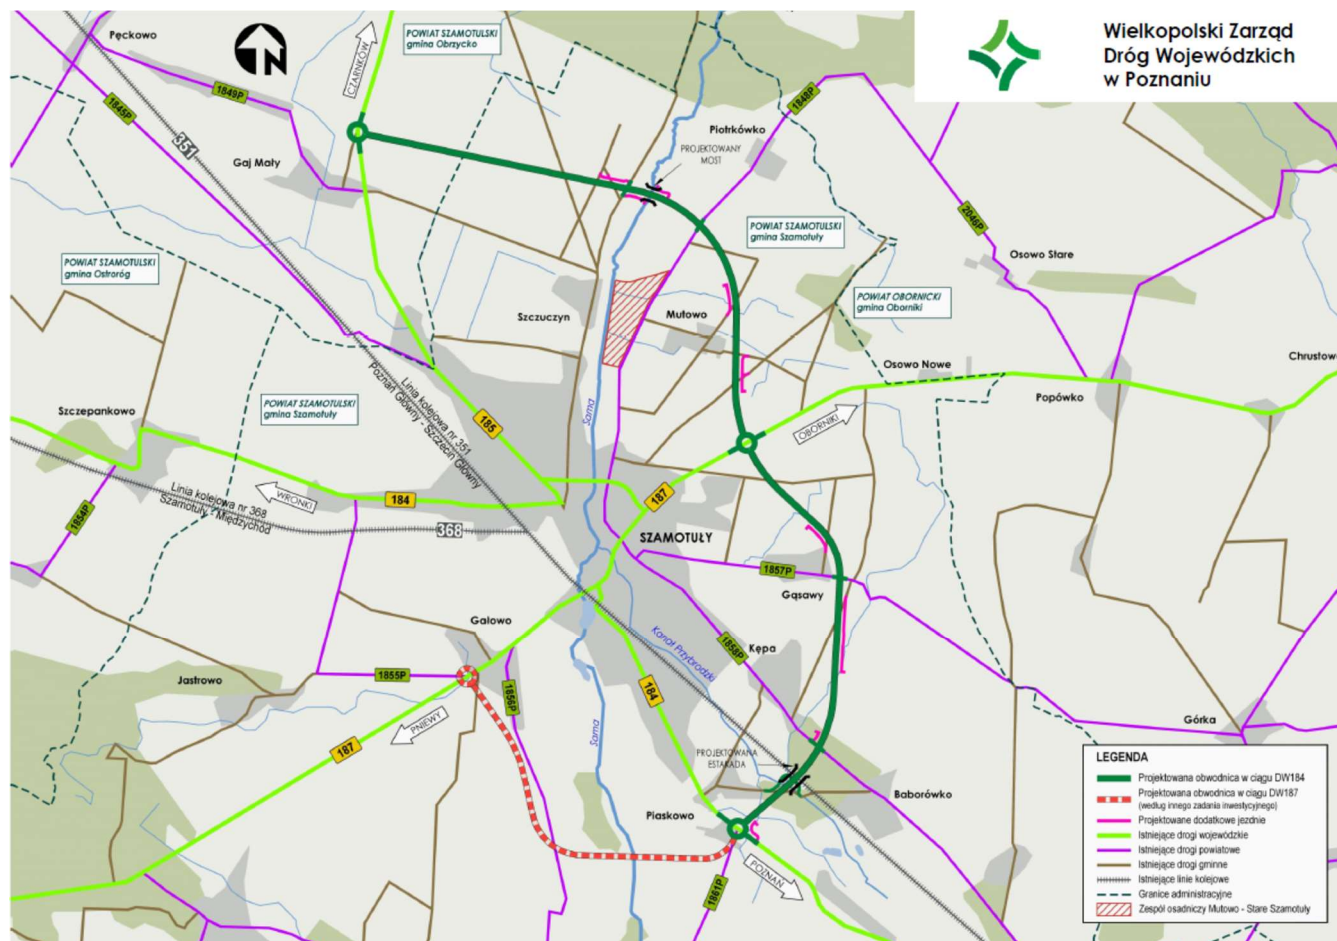 Wielkopolski Zarząd
Dróg Wojewódzkich
w Poznaniu
Pęckowo
N
CZARNKÓW
POWIAT SZAMOTULSKI
gmina Obrzycko
1849P
1845P
351
Gaj Mały
1848P
Piotrkówko
PROJEKTOWANY
MOST
2046P
POWIAT SZAMOTULSKI
gmina Szamotuły
Osowo Stare
POWIAT SZAMOTULSKI
gmina Ostroróg
POWIAT OBORNICKI
gmina Oborniki
Szczuczyn
Mutowo
Osowo Nowe
Chrustowo
Popówko
Linia kolejowa nr 351
Poznań Główny - Szczecin Główny
POWIAT SZAMOTULSKI
gmina Szamotuły
Szczepankowo
Sama
185
OBORNIKI
Linia kolejowa nr 368
Szamotuły - Międzychód
WRONKI
184
187
1854P
368
SZAMOTUŁY
1857P
Gąsawy
Gałowo
Kanał Przybrodzki
1858P
Kępa
Jastrowo
1855P
1856P
184
PNIEWY
187
Sama
Górka
PROJEKTOWANA
ESTAKADA
Baborówko
Piaskowo
POZNAŃ
1861P
LEGENDA
Projektowana obwodnica w ciągu DW184
Projektowana obwodnica w ciągu DW187
(według innego zadania inwestycyjnego)
Projektowane dodatkowe jezdnie
Istniejące drogi wojewódzkie
Istniejące drogi powiatowe
Istniejące drogi gminne
Istniejące linie kolejowe
Granice administracyjne
Zespół osadniczy Mutowo - Stare Szamotuły